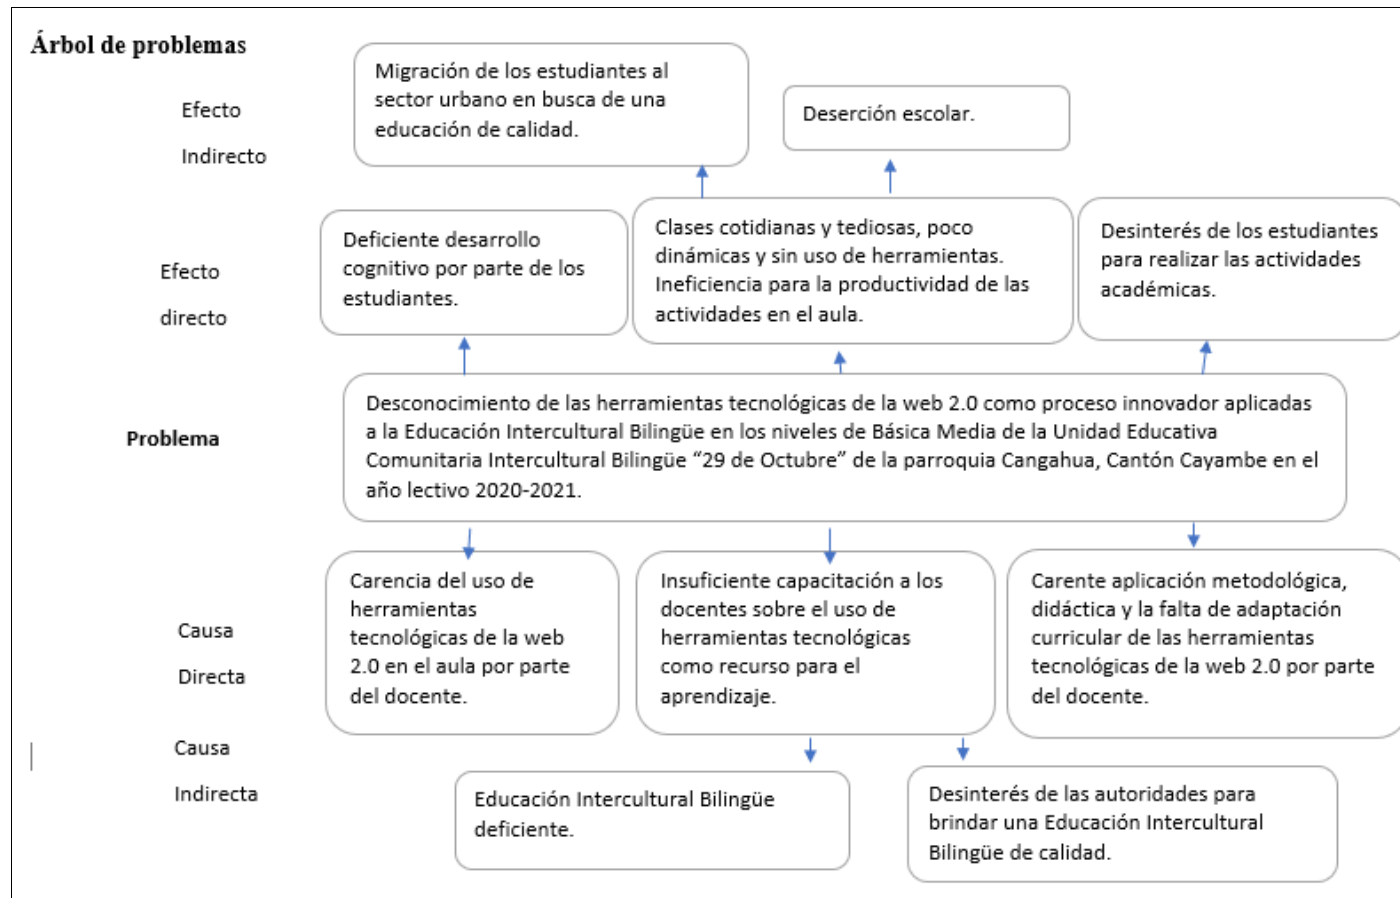 Árbol de problemas
Efecto
Indirecto
Migración de los estudiantes al
sector urbano en busca de una
educación de calidad.
Deserción escolar.
Efecto
directo
Deficiente desarrollo
cognitivo por parte de los
estudiantes.
Clases cotidianas y tediosas, poco
dinámicas y sin uso de herramientas.
Ineficiencia para la productividad de las
actividades en el aula.
Desinterés de los estudiantes
para realizar las actividades
académicas.
Problema
Desconocimiento de las herramientas tecnológicas de la web 2.0 como proceso innovador aplicadas
a la Educación Intercultural Bilingüe en los niveles de Básica Media de la Unidad Educativa
Comunitaria Intercultural Bilingüe “29 de Octubre” de la parroquia Cangahua, Cantón Cayambe en el
año lectivo 2020-2021.
Causa
Directa
Carencia del uso de
herramientas
tecnológicas de la web
2.0 en el aula por parte
del docente.
Insuficiente capacitación a los
docentes sobre el uso de
herramientas tecnológicas
como recurso para el
aprendizaje.
Carente aplicación metodológica,
didáctica y la falta de adaptación
curricular de las herramientas
tecnológicas de la web 2.0 por parte
del docente.
Causa
Indirecta
Educación Intercultural Bilingüe
deficiente.
Desinterés de las autoridades para
brindar una Educación Intercultural
Bilingüe de calidad.